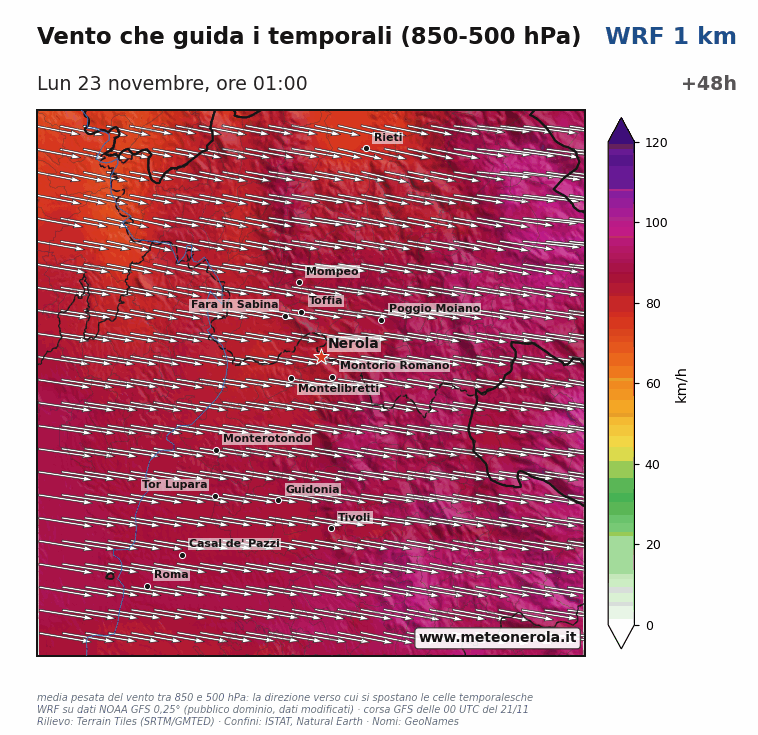 Vento che guida i temporali (850-500 hPa) WRF 1 km
Lun 23 novembre, ore 01:00 +48h
Rieti
Mompeo
Fara in Sabina
Toffia
Poggio Moiano
Nerola
Montorio Romano
Montelibretti
Monterotondo
Tor Lupara
Guidonia
Tivoli
Casal de' Pazzi
Roma
www.meteonerola.it
120
100
80
60
40
20
0
km/h
media pesata del vento tra 850 e 500 hPa: la direzione verso cui si spostano le celle temporalesche
WRF su dati NOAA GFS 0,25° (pubblico dominio, dati modificati) · corsa GFS delle 00 UTC del 21/11
Rilievo: Terrain Tiles (SRTM/GMTED) · Confini: ISTAT, Natural Earth · Nomi: GeoNames